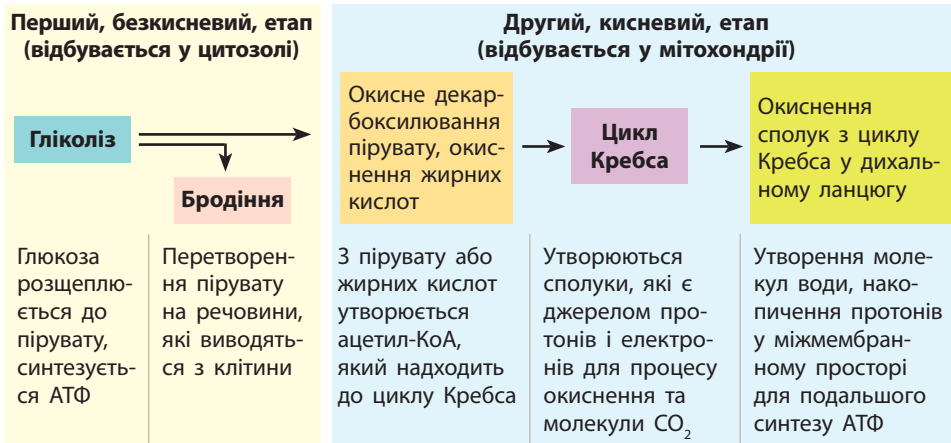 Перший, безкисневий, етап
(відбувається у цитозолі)
Гліколіз
Бродіння
Глюкоза
розщеплю-
ється до
пірувату,
синтезуєть-
ся АТФ
Перетворен-
ня пірувату
на речовини,
які виводять-
ся з клітини
Другий, кисневий, етап
(відбувається у мітохондрії)
Окисне декар-
боксилювання
пірувату, окис-
нення жирних
кислот
Цикл
Кребса
Окиснення
сполук з циклу
Кребса у дихаль-
ному ланцюгу
З пірувату або
жирних кислот
утворюється
ацетил-КоА,
який надходить
до циклу Кребса
Утворюються
сполуки, які є
джерелом про-
тонів і електро-
нів для процесу
окиснення та
молекули CO₂
Утворення моле-
кул води, нако-
пичення протонів
у міжмембран-
ному просторі
для подальшого
синтезу АТФ